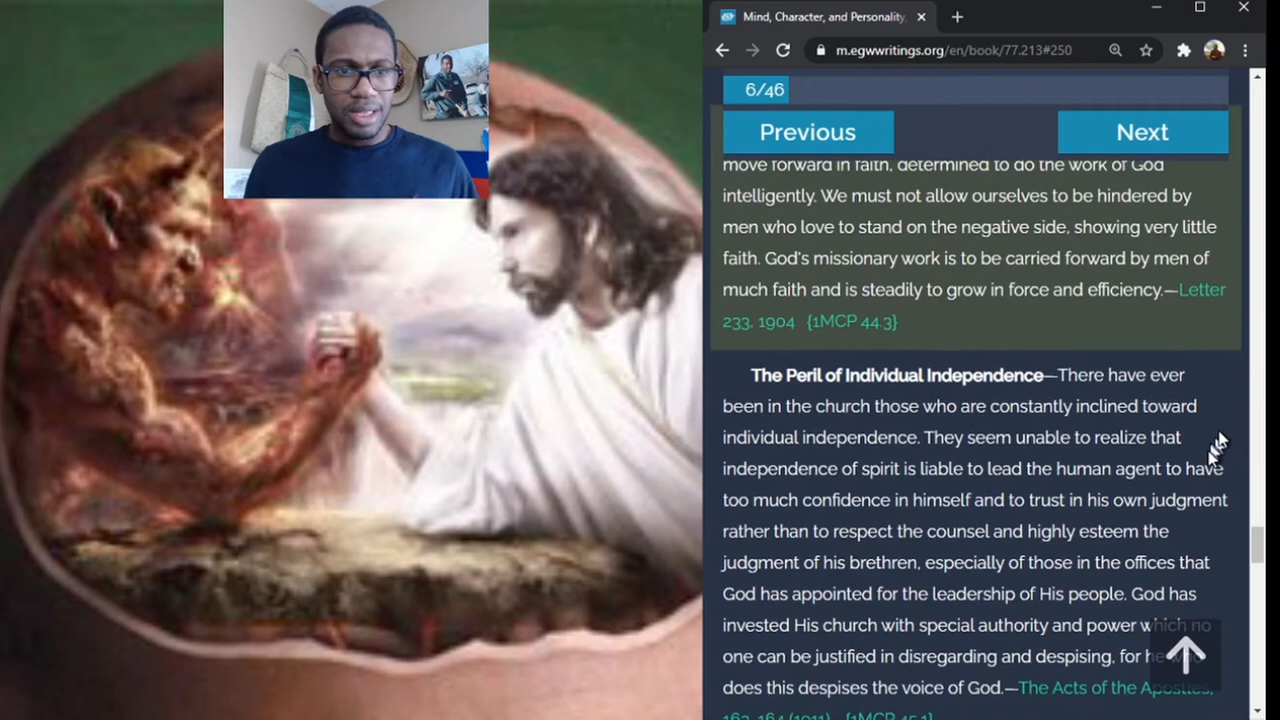 Mind, Character, and Personality,
m.egwwritings.org/en/book/77.213#250
6/46
Previous
Next
move forward in faith, determined to do the work of God
intelligently. We must not allow ourselves to be hindered by
men who love to stand on the negative side, showing very little
faith. God's missionary work is to be carried forward by men of
much faith and is steadily to grow in force and efficiency.—Letter
233, 1904 {1MCP 44.3}
The Peril of Individual Independence—There have ever
been in the church those who are constantly inclined toward
individual independence. They seem unable to realize that
independence of spirit is liable to lead the human agent to have
too much confidence in himself and to trust in his own judgment
rather than to respect the counsel and highly esteem the
judgment of his brethren, especially of those in the offices that
God has appointed for the leadership of His people. God has
invested His church with special authority and power which no
one can be justified in disregarding and despising, for he who
does this despises the voice of God.—The Acts of the Apostles,
163, 164 (1911) {1MCP 45.1}